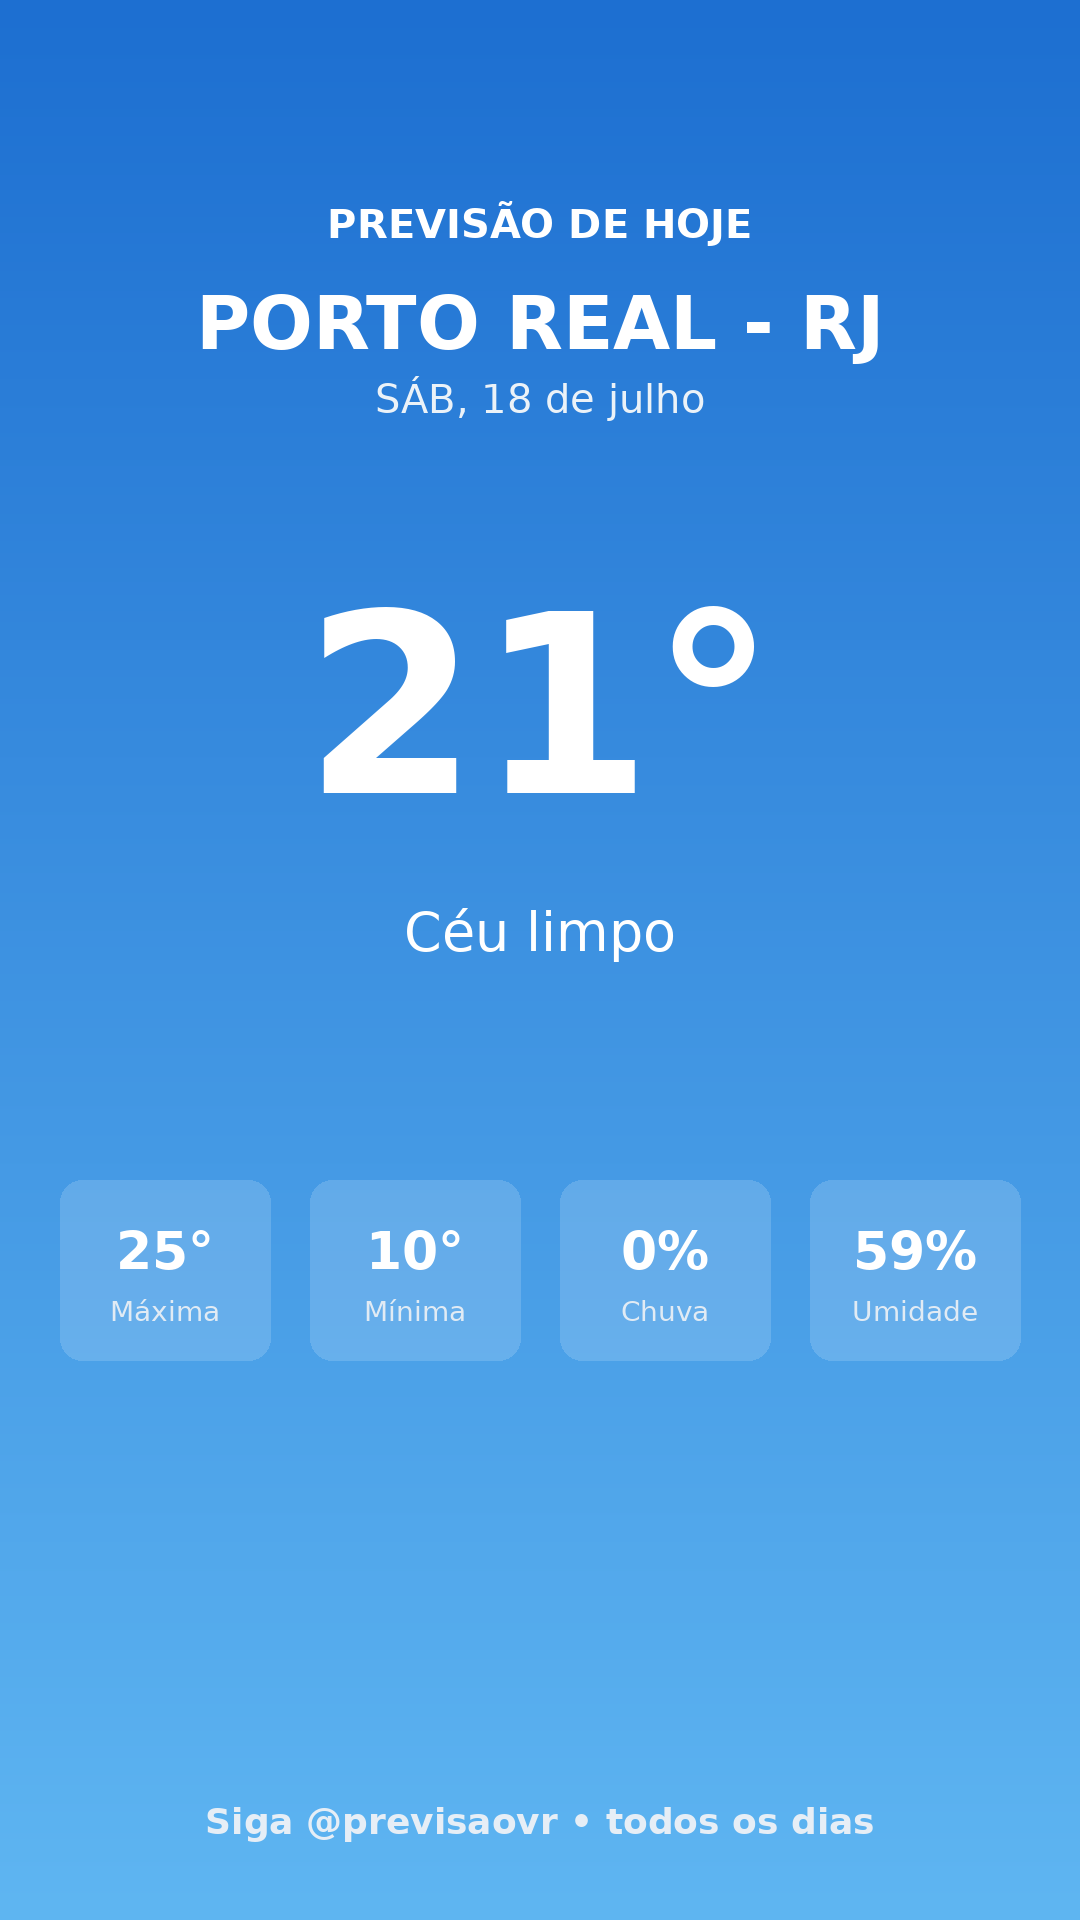 PREVISÃO DE HOJE
PORTO REAL - RJ
SÁB, 18 de julho
21°
Céu limpo
25° 10° 0% 59%
Máxima Mínima Chuva Umidade
Siga @previsaovr • todos os dias